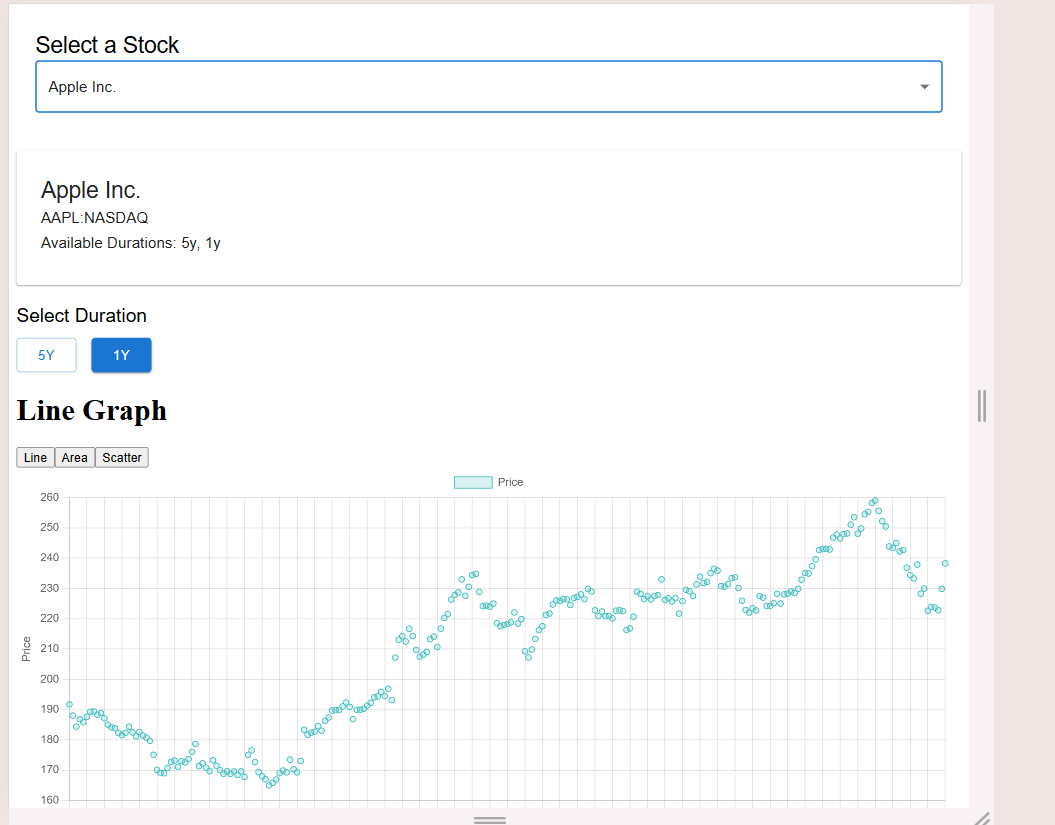 Select a Stock
Apple Inc.
Apple Inc.
AAPL:NASDAQ
Available Durations: 5y, 1y
Select Duration
5Y 1Y
Line Graph
Line Area Scatter
Price
260
250
240
230
220
210
Price
200
190
180
170
160